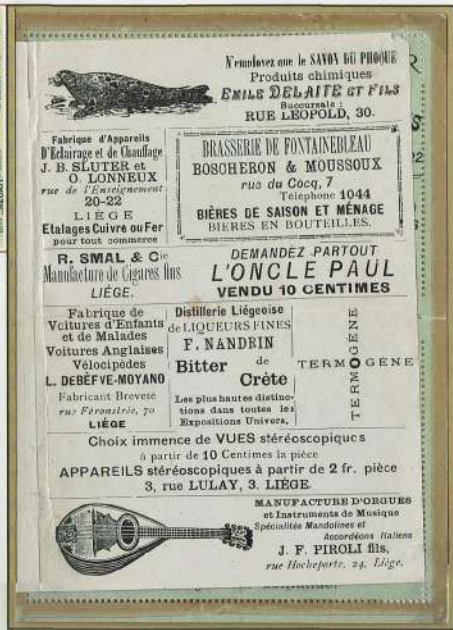 N'employez que le SAVON DU PHOQUE
Produits chimiques
EMILE DELAITE ET FILS
Succursale :
RUE LEOPOLD, 30.
Fabrique d'Appareils
D'Eclairage et de Chauffage
J. B. SLUTER et
O. LONNEUX
rue de l'Enseignement
20-22
LIÉGE
Etalages Cuivre ou Fer
pour tout commerce
BRASSERIE DE FONTAINEBLEAU
BOSCHERON & MOUSSOUX
rue du Cocq, 7
Téléphone 1044
BIÈRES DE SAISON ET MÉNAGE
BIERES EN BOUTEILLES.
R. SMAL & Cie
Manufacture de Cigares fins
LIÉGE.
DEMANDEZ PARTOUT
L'ONCLE PAUL
VENDU 10 CENTIMES
Fabrique de
Voitures d'Enfants
et de Malades
Voitures Anglaises
Vélocipèdes
L. DEBÈFVE-MOYANO
Fabricant Breveté
rue Féronstrée, 70
LIÉGE
Distillerie Liégeoise
de LIQUEURS FINES
F. NANDRIN
Bitter de
Crète
Les plus hautes distinc-
tions dans toutes les
Expositions Univers.
TERMOGÈNE
TERMOGÈNE
Choix immence de VUES stéréoscopiques
à partir de 10 Centimes la pièce
APPAREILS stéréoscopiques à partir de 2 fr. pièce
3, rue LULAY, 3. LIÉGE.
MANUFACTURE D'ORGUES
et Instruments de Musique
Spécialités Mandolines et
Accordéons Italiens
J. F. PIROLI fils,
rue Hocheporte, 24, Liége.